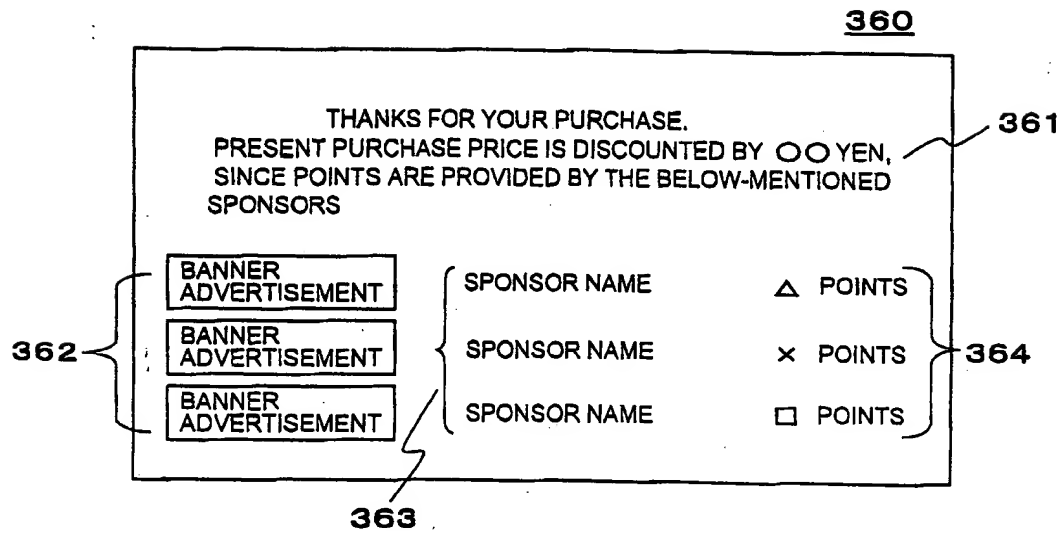 360
THANKS FOR YOUR PURCHASE.
PRESENT PURCHASE PRICE IS DISCOUNTED BY ○○ YEN,
SINCE POINTS ARE PROVIDED BY THE BELOW-MENTIONED
SPONSORS
361
BANNER
ADVERTISEMENT
SPONSOR NAME
△ POINTS
BANNER
ADVERTISEMENT
SPONSOR NAME
× POINTS
BANNER
ADVERTISEMENT
SPONSOR NAME
□ POINTS
362
364
363